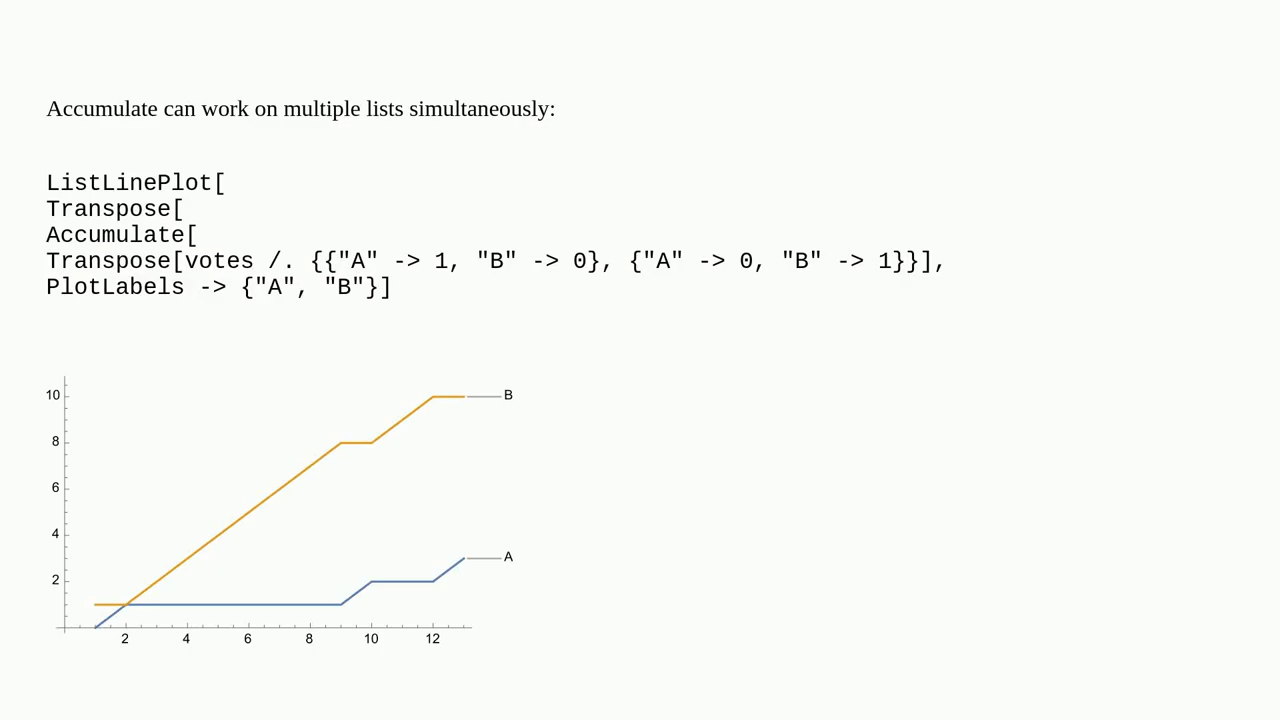 Accumulate can work on multiple lists simultaneously:
ListLinePlot[
Transpose[
Accumulate[
Transpose[votes /. {{"A" -> 1, "B" -> 0}, {"A" -> 0, "B" -> 1}}],
PlotLabels -> {"A", "B"}]
10
B
8
6
4
A
2
2 4 6 8 10 12